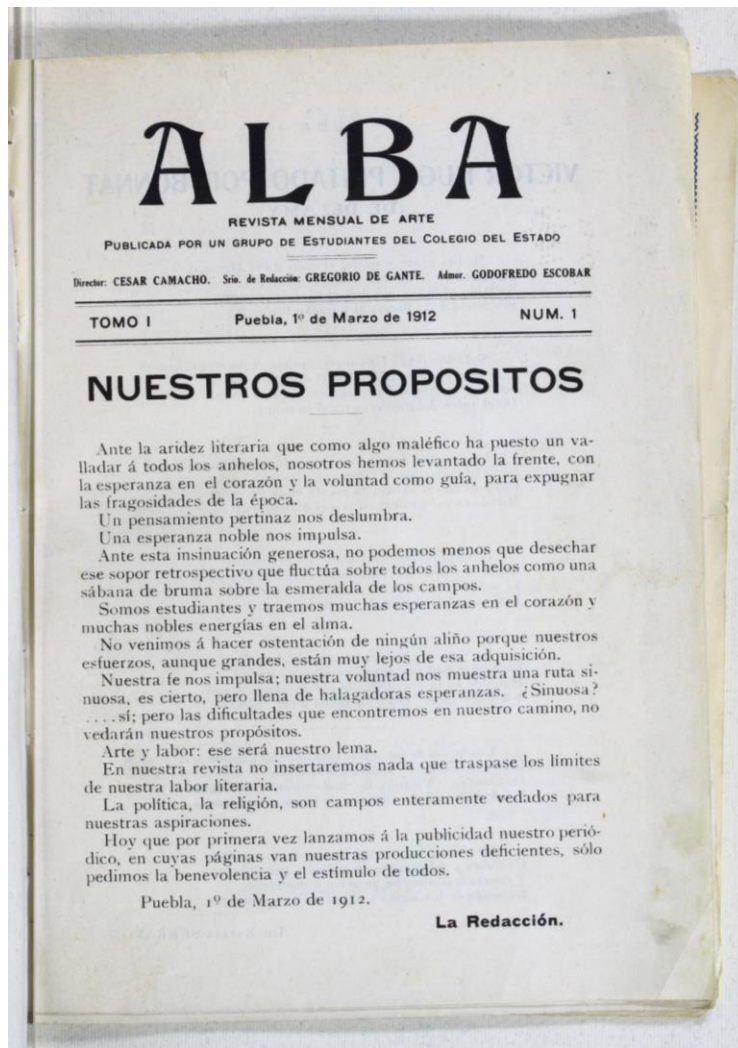 ALBA
REVISTA MENSUAL DE ARTE
PUBLICADA POR UN GRUPO DE ESTUDIANTES DEL COLEGIO DEL ESTADO
Director: CESAR CAMACHO. Srio. de Redacción: GREGORIO DE GANTE. Admor. GODOFREDO ESCOBAR
TOMO I Puebla, 1º de Marzo de 1912 NUM. 1
NUESTROS PROPOSITOS
Ante la aridez literaria que como algo maléfico ha puesto un va-
lladar á todos los anhelos, nosotros hemos levantado la frente, con
la esperanza en el corazón y la voluntad como guía, para expugnar
las fragosidades de la época.
Un pensamiento pertinaz nos deslumbra.
Una esperanza noble nos impulsa.
Ante esta insinuación generosa, no podemos menos que desechar
ese sopor retrospectivo que fluctúa sobre todos los anhelos como una
sábana de bruma sobre la esmeralda de los campos.
Somos estudiantes y traemos muchas esperanzas en el corazón y
muchas nobles energías en el alma.
No venimos á hacer ostentación de ningún aliño porque nuestros
esfuerzos, aunque grandes, están muy lejos de esa adquisición.
Nuestra fe nos impulsa; nuestra voluntad nos muestra una ruta si-
nuosa, es cierto, pero llena de halagadoras esperanzas. ¿Sinuosa?
....sí; pero las dificultades que encontremos en nuestro camino, no
vedarán nuestros propósitos.
Arte y labor: ese será nuestro lema.
En nuestra revista no insertaremos nada que traspase los límites
de nuestra labor literaria.
La política, la religión, son campos enteramente vedados para
nuestras aspiraciones.
Hoy que por primera vez lanzamos á la publicidad nuestro perió-
dico, en cuyas páginas van nuestras producciones deficientes, sólo
pedimos la benevolencia y el estímulo de todos.
Puebla, 1º de Marzo de 1912.
La Redacción.